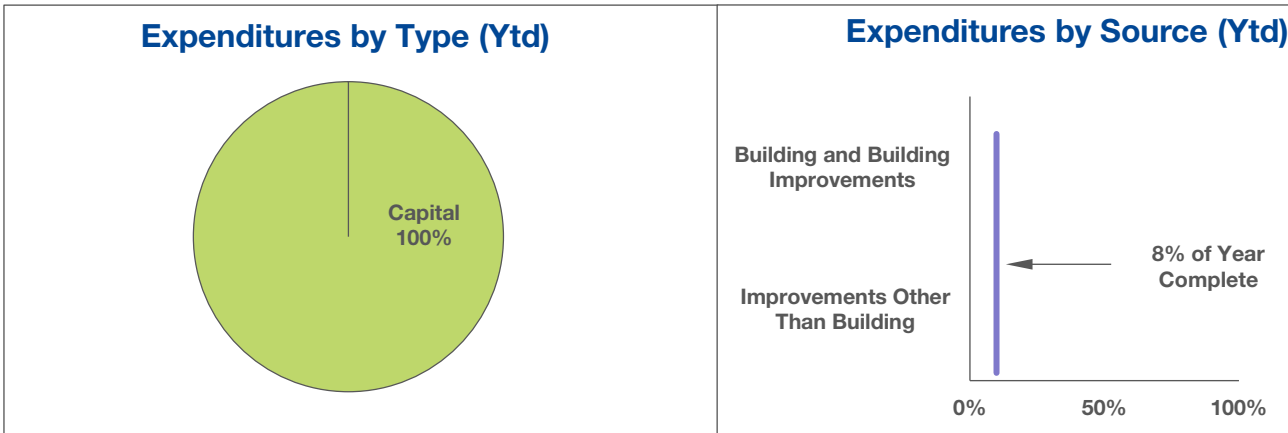 Expenditures by Type (Ytd)
Capital
100%
Expenditures by Source (Ytd)
Building and Building
Improvements
8% of Year
Complete
Improvements Other
Than Building
0%
50%
100%